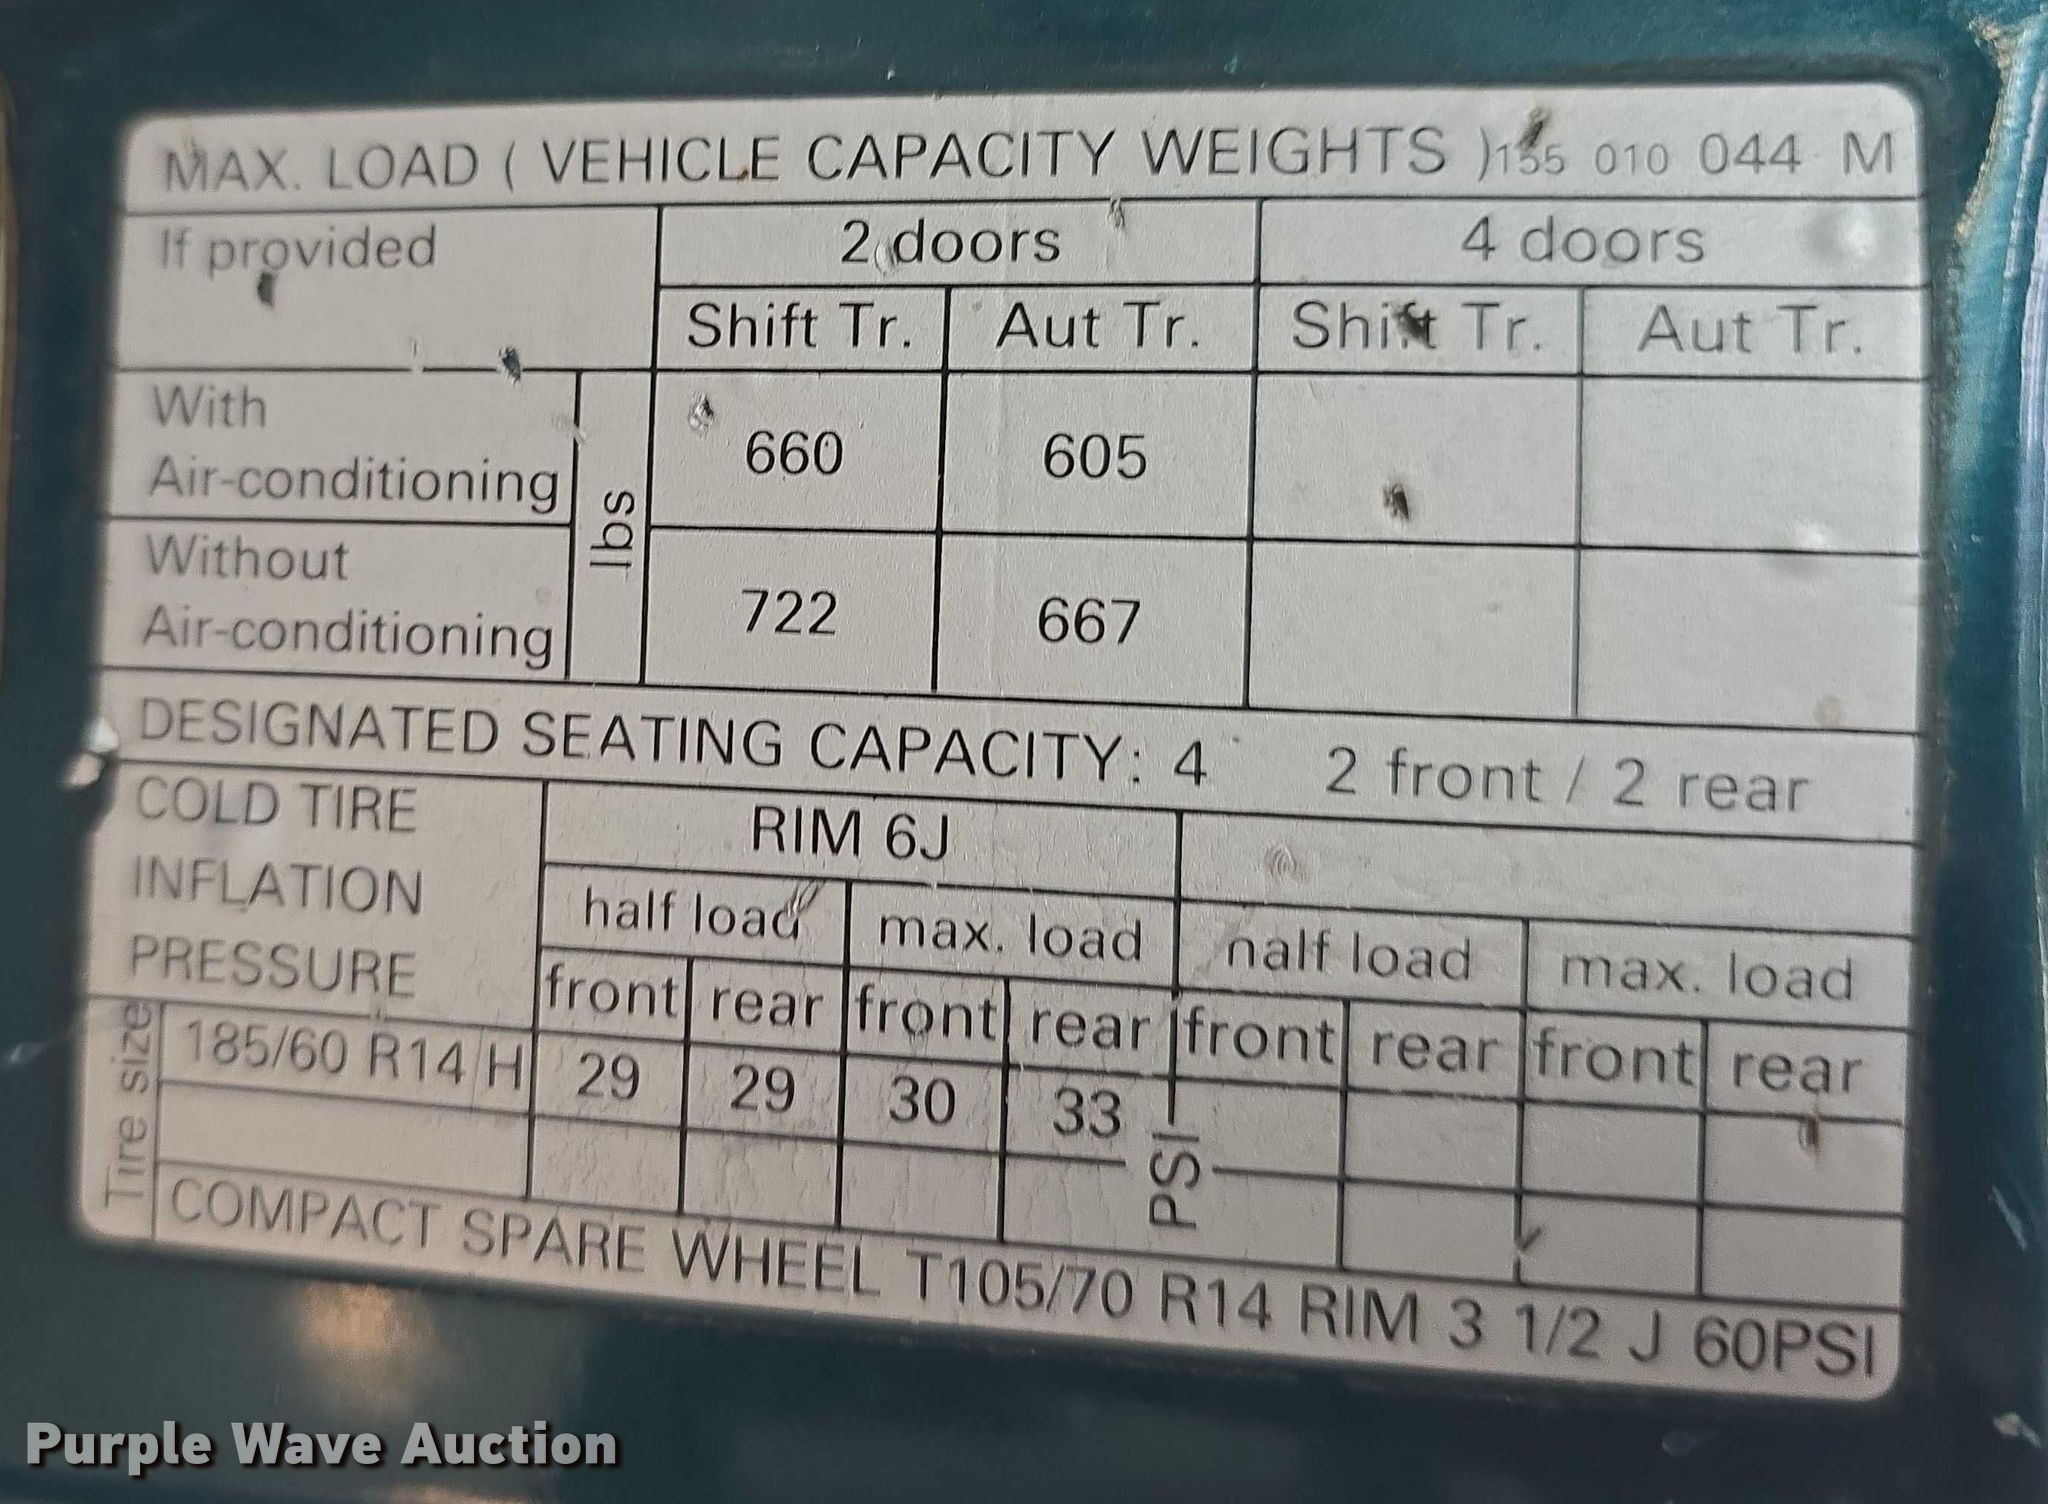 MAX. LOAD ( VEHICLE CAPACITY WEIGHTS ) 155 010 044 M
If provided 2 doors 4 doors
Shift Tr. Aut Tr. Shift Tr. Aut Tr.
With
Air-conditioning 660 605
lbs
Without
Air-conditioning 722 667
DESIGNATED SEATING CAPACITY: 4 2 front / 2 rear
COLD TIRE
INFLATION
PRESSURE
RIM 6J
half load max. load half load max. load
front rear front rear front rear front rear
Tire size
185/60 R14 H 29 29 30 33
PSI
COMPACT SPARE WHEEL T105/70 R14 RIM 3 1/2 J 60PSI
Purple Wave Auction